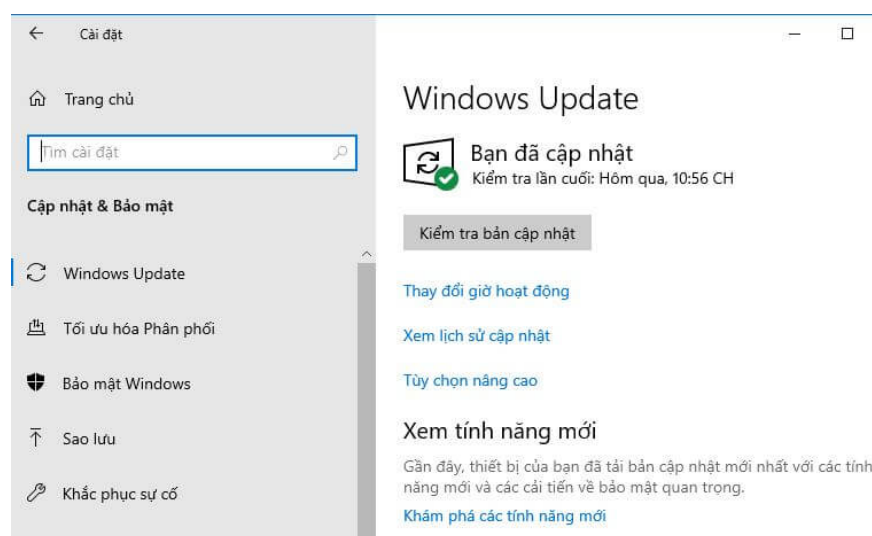 Cài đặt
Trang chủ
Tìm cài đặt
Cập nhật & Bảo mật
Windows Update
Tối ưu hóa Phân phối
Bảo mật Windows
Sao lưu
Khắc phục sự cố
Windows Update
Bạn đã cập nhật
Kiểm tra lần cuối: Hôm qua, 10:56 CH
Kiểm tra bản cập nhật
Thay đổi giờ hoạt động
Xem lịch sử cập nhật
Tùy chọn nâng cao
Xem tính năng mới
Gần đây, thiết bị của bạn đã tải bản cập nhật mới nhất với các tính
năng mới và các cải tiến về bảo mật quan trọng.
Khám phá các tính năng mới